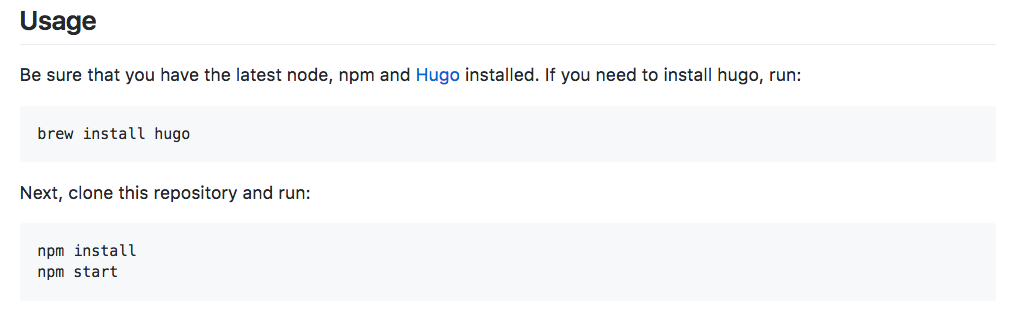 Usage
Be sure that you have the latest node, npm and Hugo installed. If you need to install hugo, run:
brew install hugo
Next, clone this repository and run:
npm install
npm start